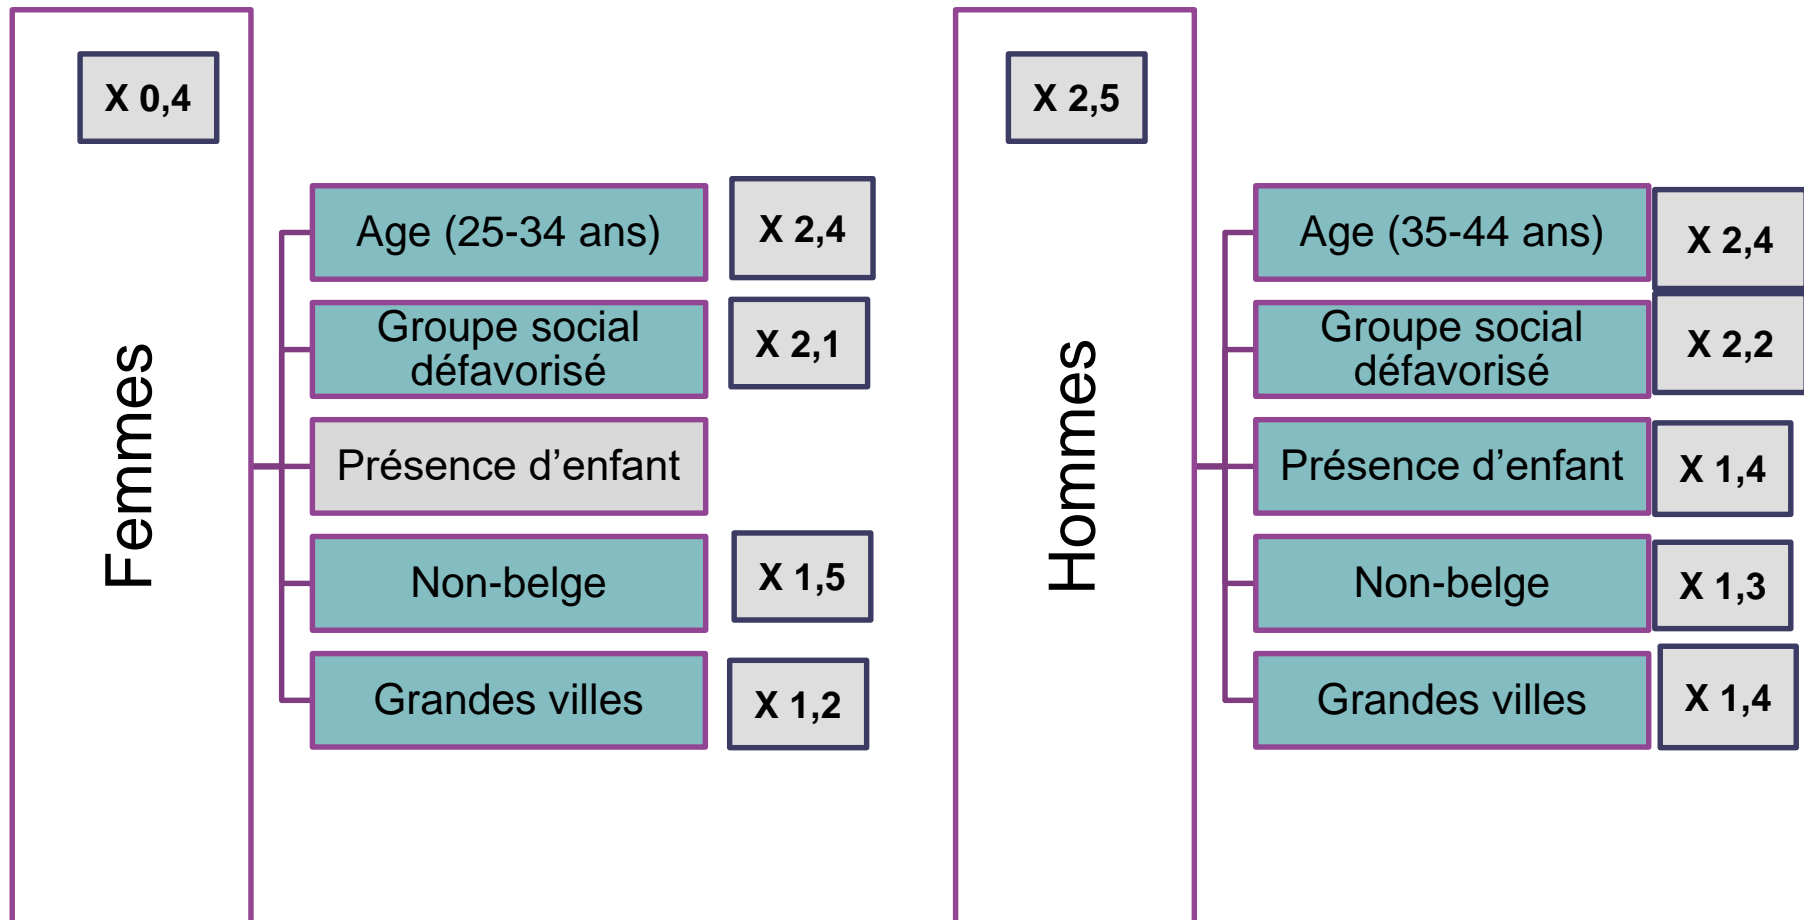 X 0,4
Femmes
Age (25-34 ans)
X 2,4
Groupe social
défavorisé
X 2,1
Présence d’enfant
Non-belge
X 1,5
Grandes villes
X 1,2
X 2,5
Hommes
Age (35-44 ans)
X 2,4
Groupe social
défavorisé
X 2,2
Présence d’enfant
X 1,4
Non-belge
X 1,3
Grandes villes
X 1,4